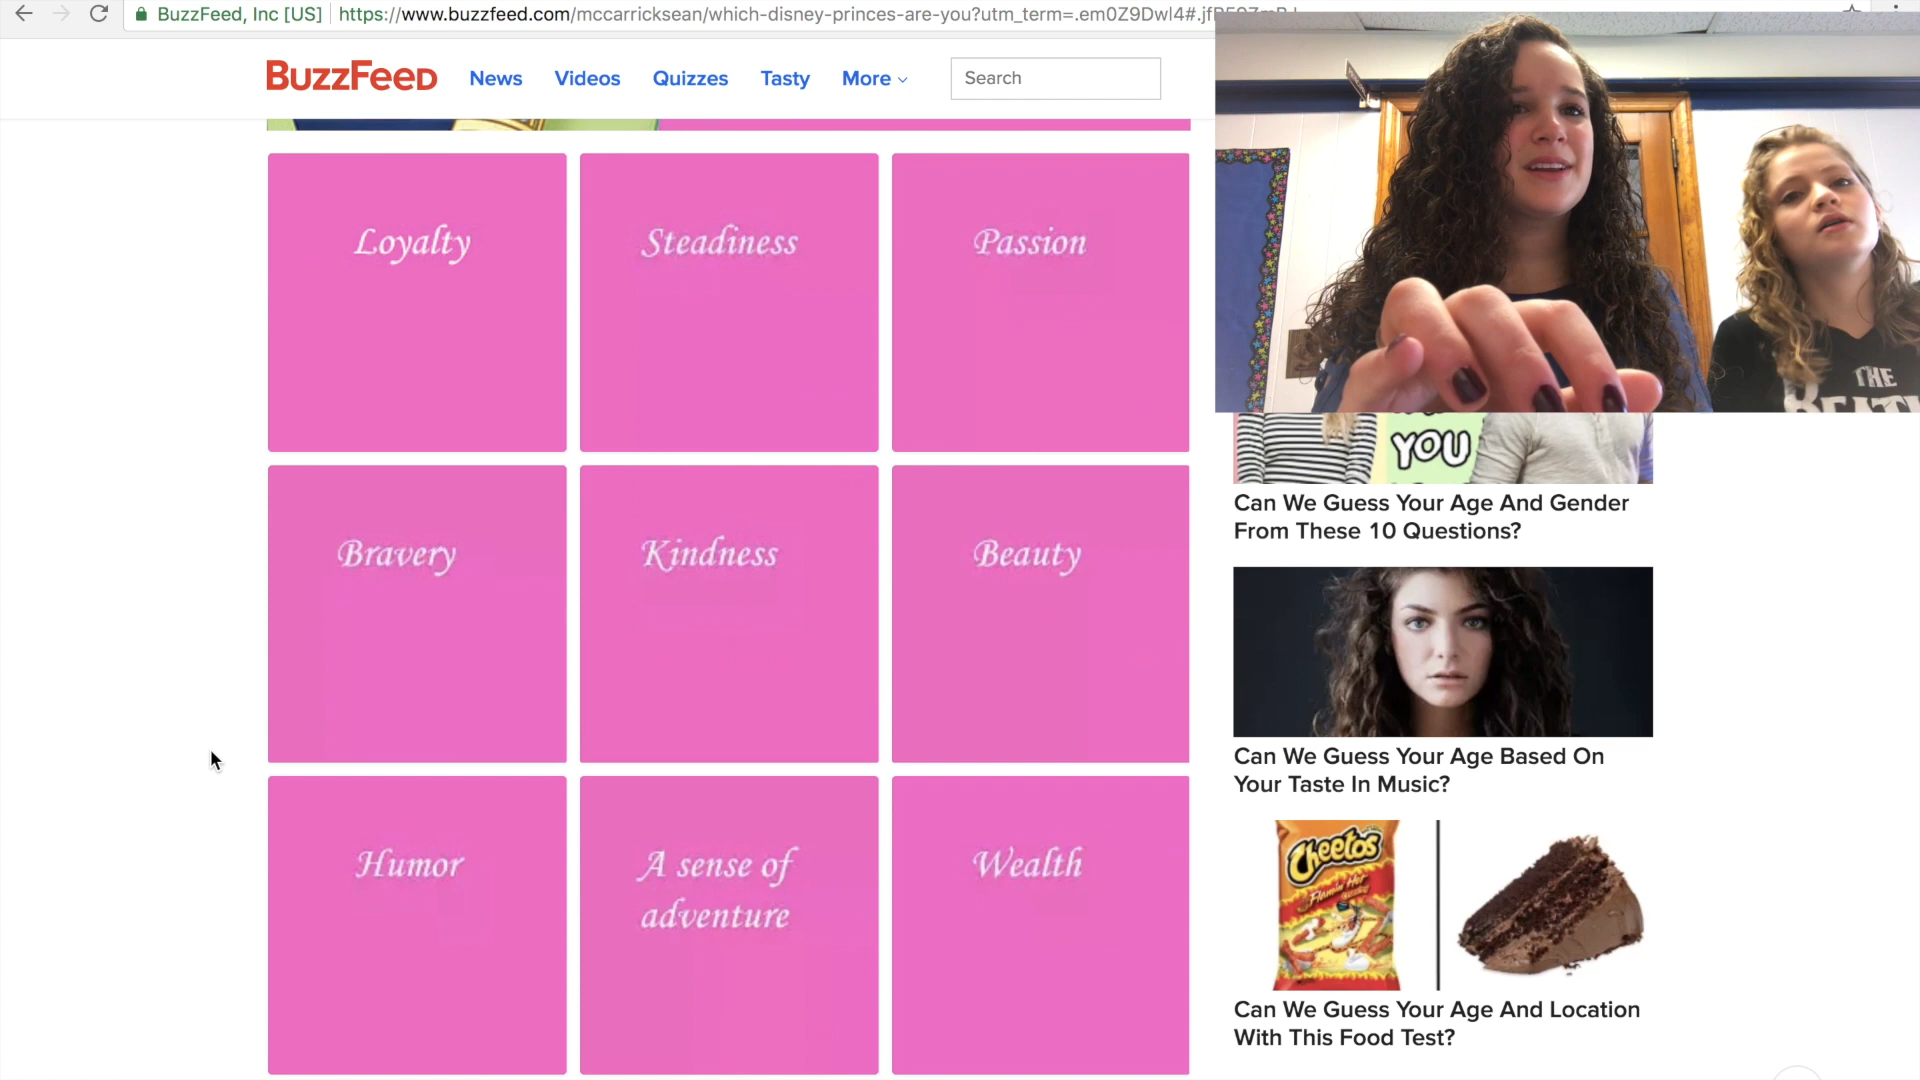 BuzzFeed, Inc [US] https://www.buzzfeed.com/mccarricksean/which-disney-princes-are-you?utm_term=.em0Z9Dwl4#
BuzzFeed News Videos Quizzes Tasty More Search
Loyalty Steadiness Passion
Bravery Kindness Beauty
Humor A sense of adventure Wealth
THE
YOU
Can We Guess Your Age And Gender
From These 10 Questions?
Can We Guess Your Age Based On
Your Taste In Music?
Cheetos
Flamin' Hot
Can We Guess Your Age And Location
With This Food Test?